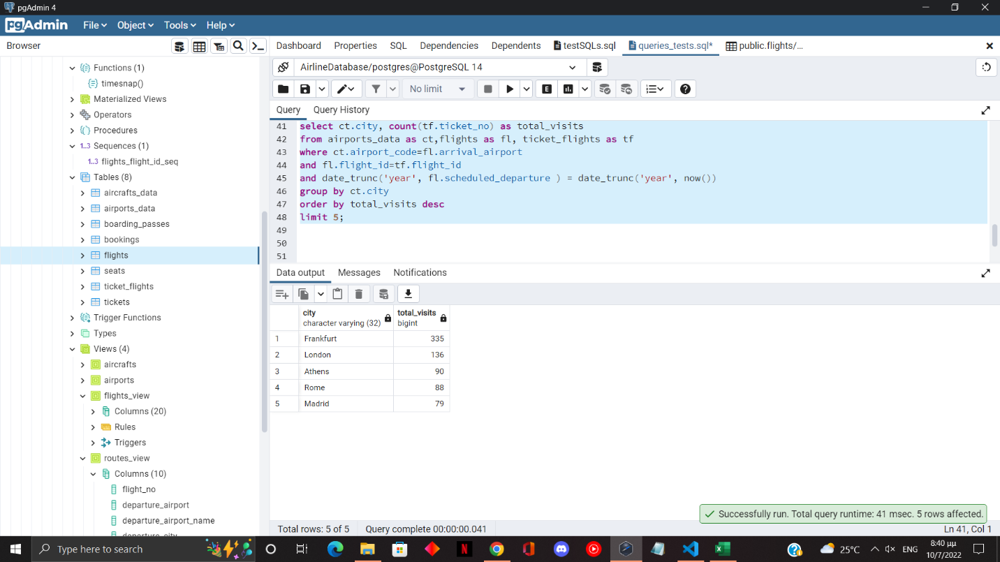 pgAdmin 4
pgAdmin File Object Tools Help
Browser
Dashboard Properties SQL Dependencies Dependents testSQLs.sql queries_tests.sql* public.flights/...
Functions (1)
timesnap()
Materialized Views
Operators
Procedures
1..3 Sequences (1)
1..3 flights_flight_id_seq
Tables (8)
aircrafts_data
airports_data
boarding_passes
bookings
flights
seats
ticket_flights
tickets
Trigger Functions
Types
Views (4)
aircrafts
airports
flights_view
Columns (20)
Rules
Triggers
routes_view
Columns (10)
flight_no
departure_airport
departure_airport_name
departure_city
AirlineDatabase/postgres@PostgreSQL 14
No limit E
Query Query History
41 select ct.city, count(tf.ticket_no) as total_visits
42 from airports_data as ct,flights as fl, ticket_flights as tf
43 where ct.airport_code=fl.arrival_airport
44 and fl.flight_id=tf.flight_id
45 and date_trunc('year', fl.scheduled_departure ) = date_trunc('year', now())
46 group by ct.city
47 order by total_visits desc
48 limit 5;
49
50
51
Data output Messages Notifications
city total_visits
character varying (32) bigint
1 Frankfurt 335
2 London 136
3 Athens 90
4 Rome 88
5 Madrid 79
Successfully run. Total query runtime: 41 msec. 5 rows affected.
Total rows: 5 of 5 Query complete 00:00:00.041 Ln 41, Col 1
Type here to search 25°C ENG 8:40 μμ
10/7/2022